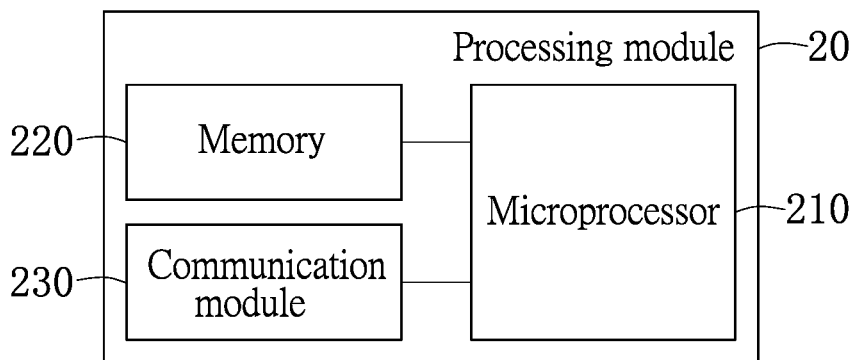 Processing module
20
220
Memory
Microprocessor
210
230
Communication
module